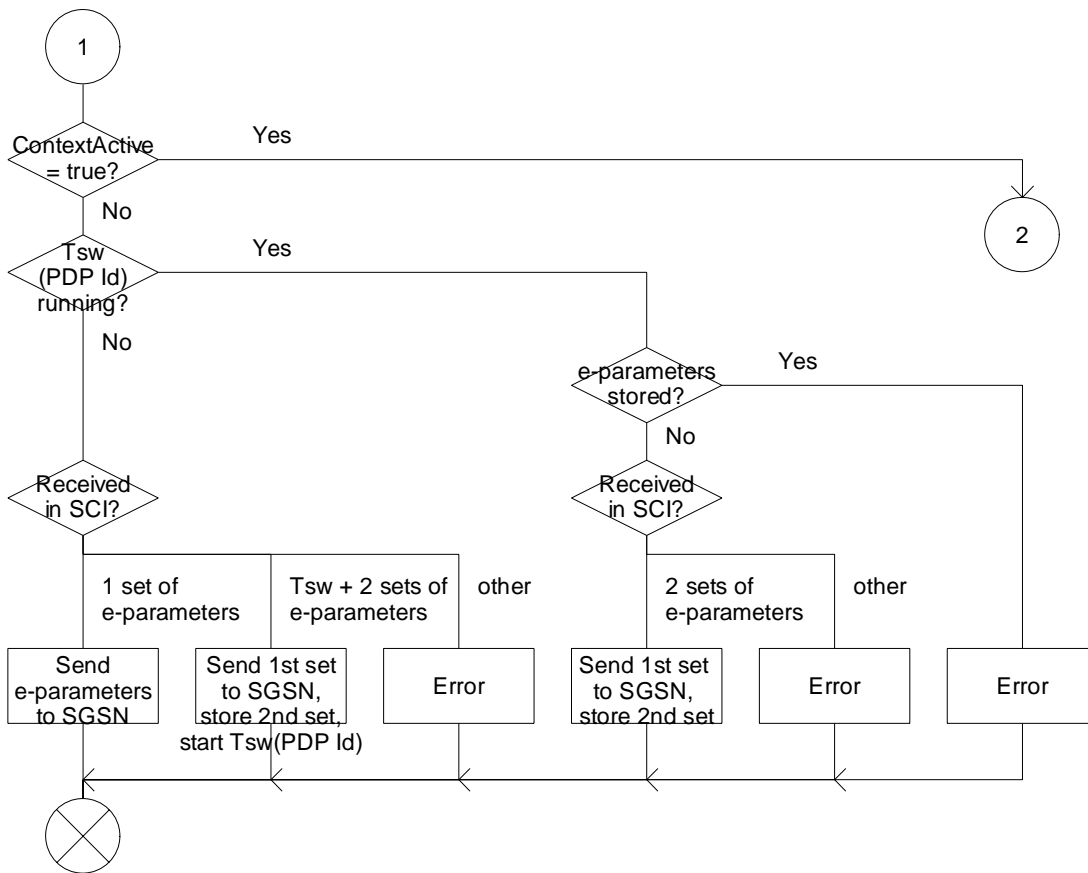 1
ContextActive
= true?
Yes
No
2
Tsw
(PDP Id)
running?
Yes
No
e-parameters
stored?
Yes
No
Received
in SCI?
Received
in SCI?
1 set of
e-parameters
Tsw + 2 sets of
e-parameters
other
2 sets of
e-parameters
other
Send
e-parameters
to SGSN
Send 1st set
to SGSN,
store 2nd set,
start Tsw(PDP Id)
Error
Send 1st set
to SGSN,
store 2nd set
Error
Error